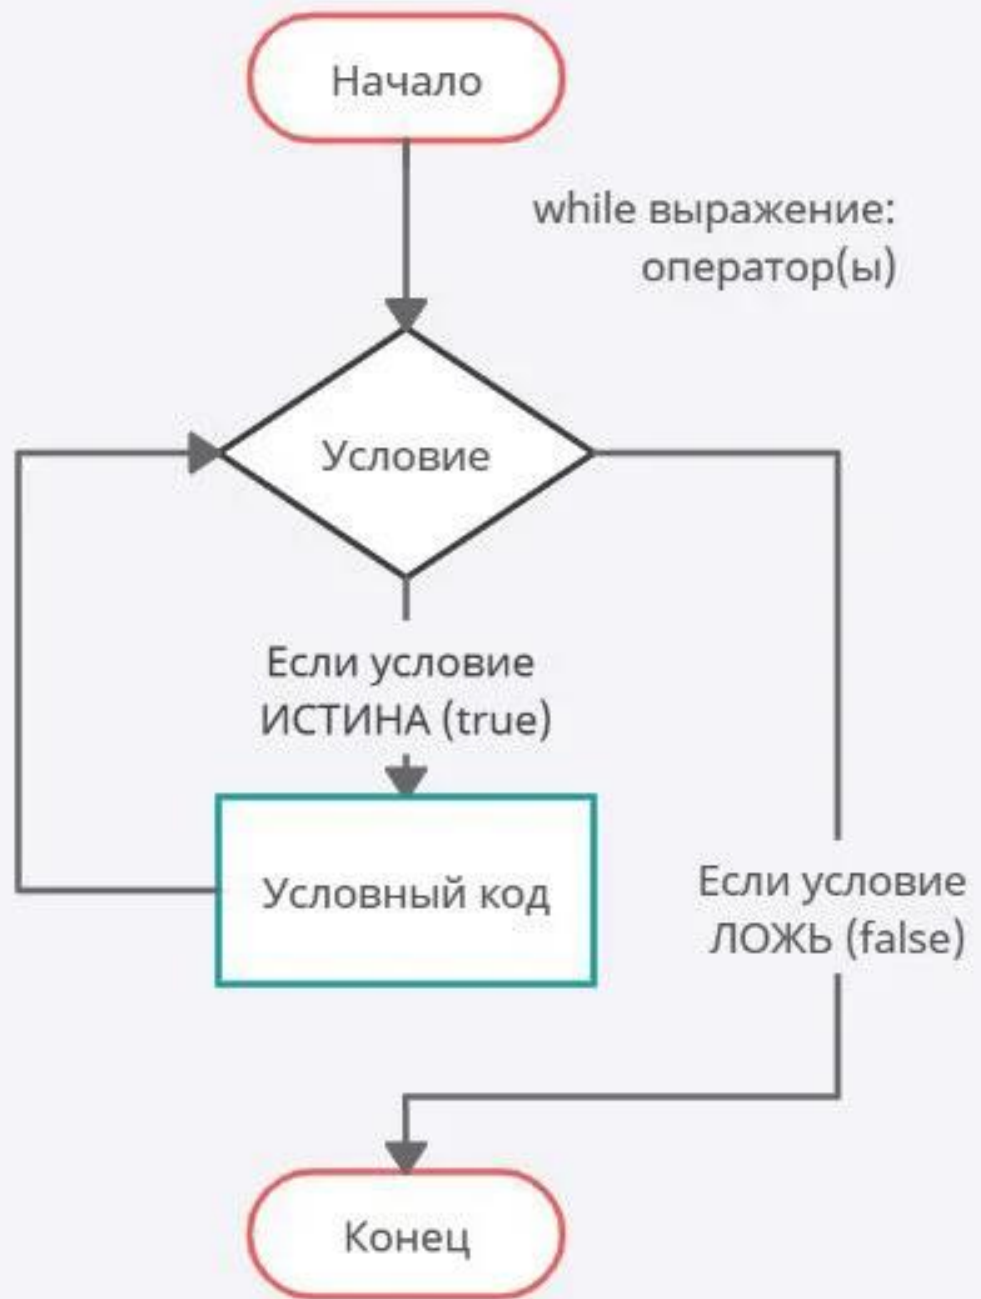 Начало
while выражение:
оператор(ы)
Условие
Если условие
ИСТИНА (true)
Условный код
Если условие
ЛОЖЬ (false)
Конец